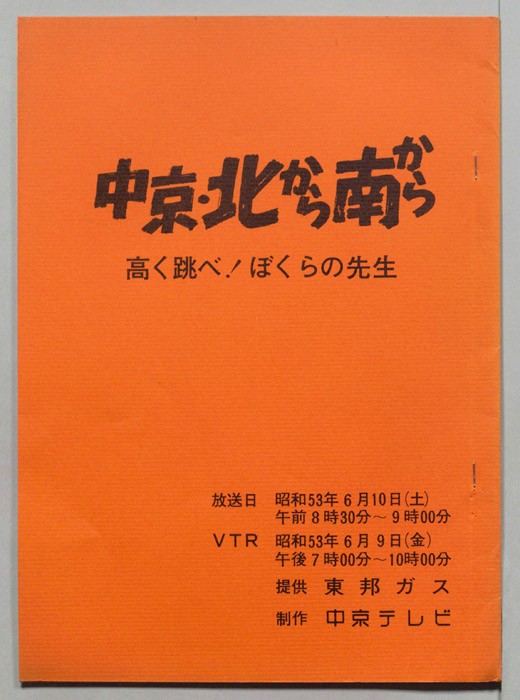 中京・北から南から
高く跳べ！ぼくらの先生
放送日 昭和53年6月10日(土)
午前8時30分～9時00分
VTR 昭和53年6月9日(金)
午後7時00分～10時00分
提供 東邦ガス
制作 中京テレビ